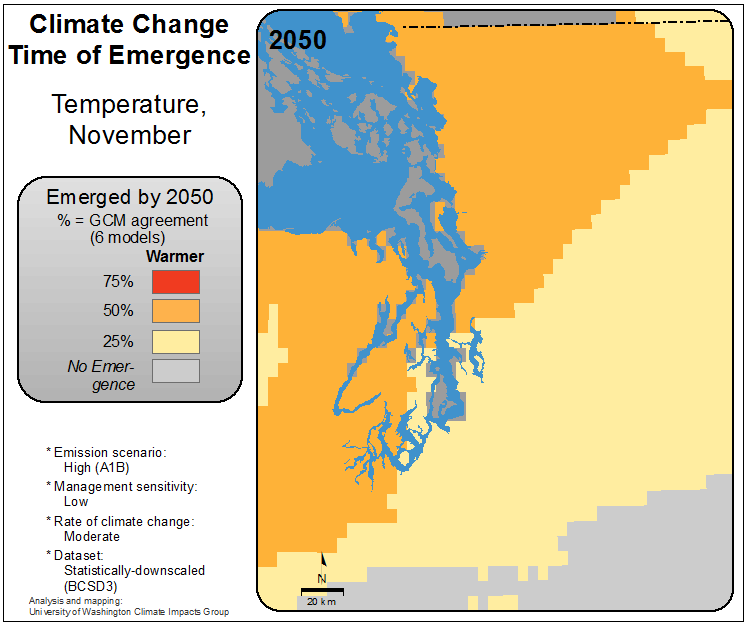 Climate Change
Time of Emergence
Temperature,
November
Emerged by 2050
% = GCM agreement
(6 models)
Warmer
75%
50%
25%
No Emer-
gence
* Emission scenario:
High (A1B)
* Management sensitivity:
Low
* Rate of climate change:
Moderate
* Dataset:
Statistically-downscaled
(BCSD3)
Analysis and mapping:
University of Washington Climate Impacts Group
2050
N
20 km